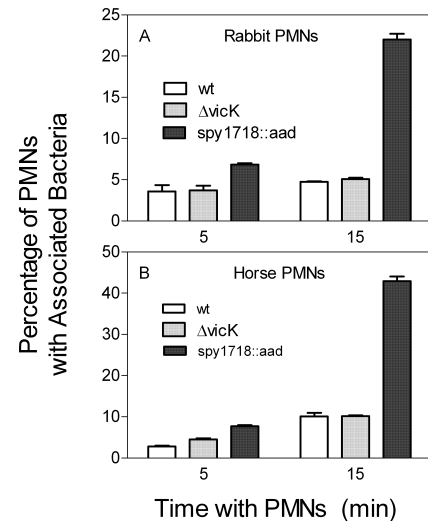 Percentage of PMNs
with Associated Bacteria
A
Rabbit PMNs
25
20
15
10
5
0
wt
ΔvicK
spy1718::aad
5
15
B
Horse PMNs
50
40
30
20
10
0
wt
ΔvicK
spy1718::aad
5
15
Time with PMNs (min)